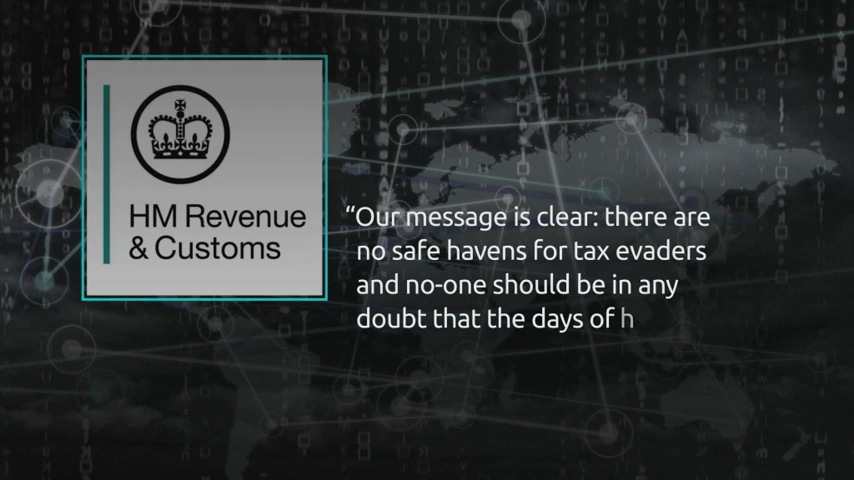 HM Revenue
& Customs
“Our message is clear: there are
no safe havens for tax evaders
and no-one should be in any
doubt that the days of h